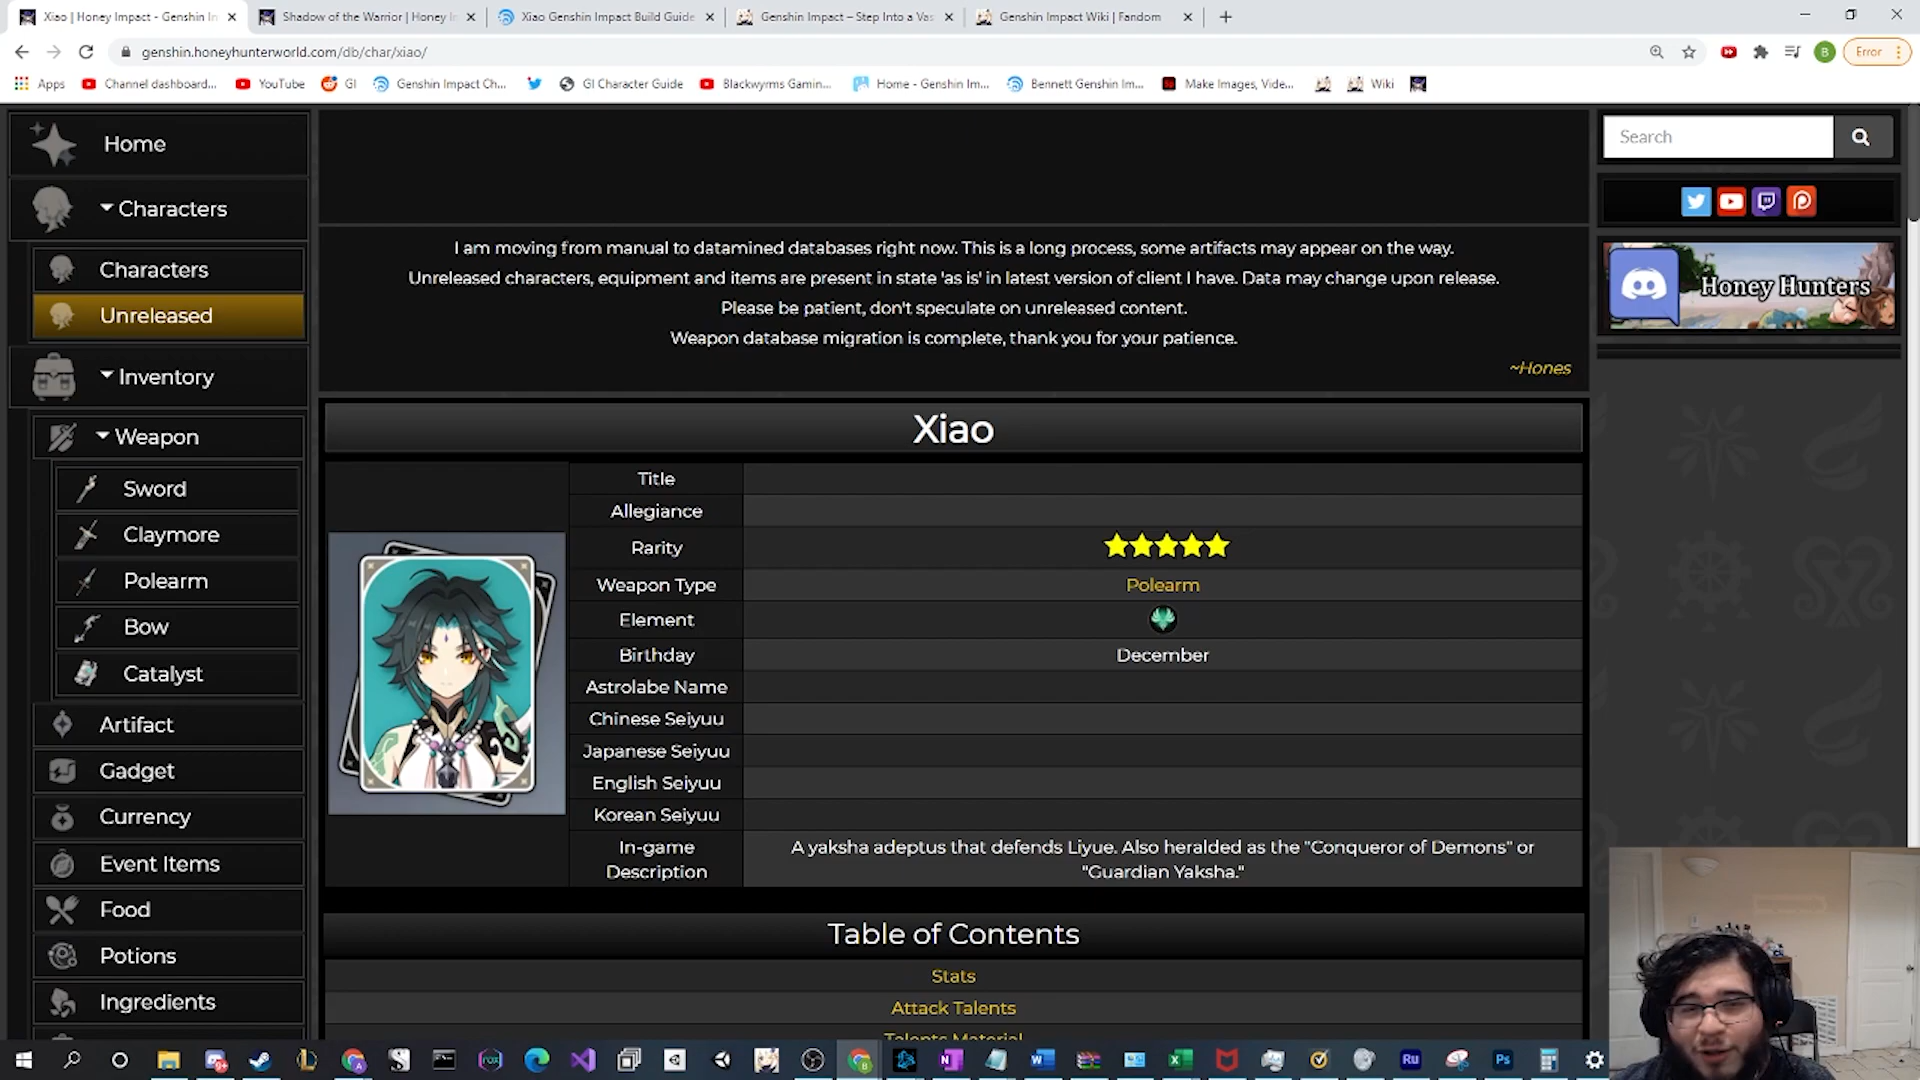 Xiao | Honey Impact - Genshin In
Shadow of the Warrior | Honey I
Xiao Genshin Impact Build Guide
Genshin Impact – Step Into a Vas
Genshin Impact Wiki | Fandom
genshin.honeyhunterworld.com/db/char/xiao/
B
Error
Apps
Channel dashboard...
YouTube
GI
Genshin Impact Ch...
GI Character Guide
Blackwyrms Gamin...
Home - Genshin Im...
Bennett Genshin Im...
Make Images, Vide...
Wiki
Home
Characters
Characters
Unreleased
Inventory
Weapon
Sword
Claymore
Polearm
Bow
Catalyst
Artifact
Gadget
Currency
Event Items
Food
Potions
Ingredients
I am moving from manual to datamined databases right now. This is a long process, some artifacts may appear on the way.
Unreleased characters, equipment and items are present in state 'as is' in latest version of client I have. Data may change upon release.
Please be patient, don't speculate on unreleased content.
Weapon database migration is complete, thank you for your patience.
~Hones
Xiao
Title
Allegiance
Rarity
Weapon Type Polearm
Element
Birthday December
Astrolabe Name
Chinese Seiyuu
Japanese Seiyuu
English Seiyuu
Korean Seiyuu
In-game Description
A yaksha adeptus that defends Liyue. Also heralded as the "Conqueror of Demons" or
"Guardian Yaksha."
Table of Contents
Stats
Attack Talents
Talents Material
Search
Honey Hunters
Ru
Ps